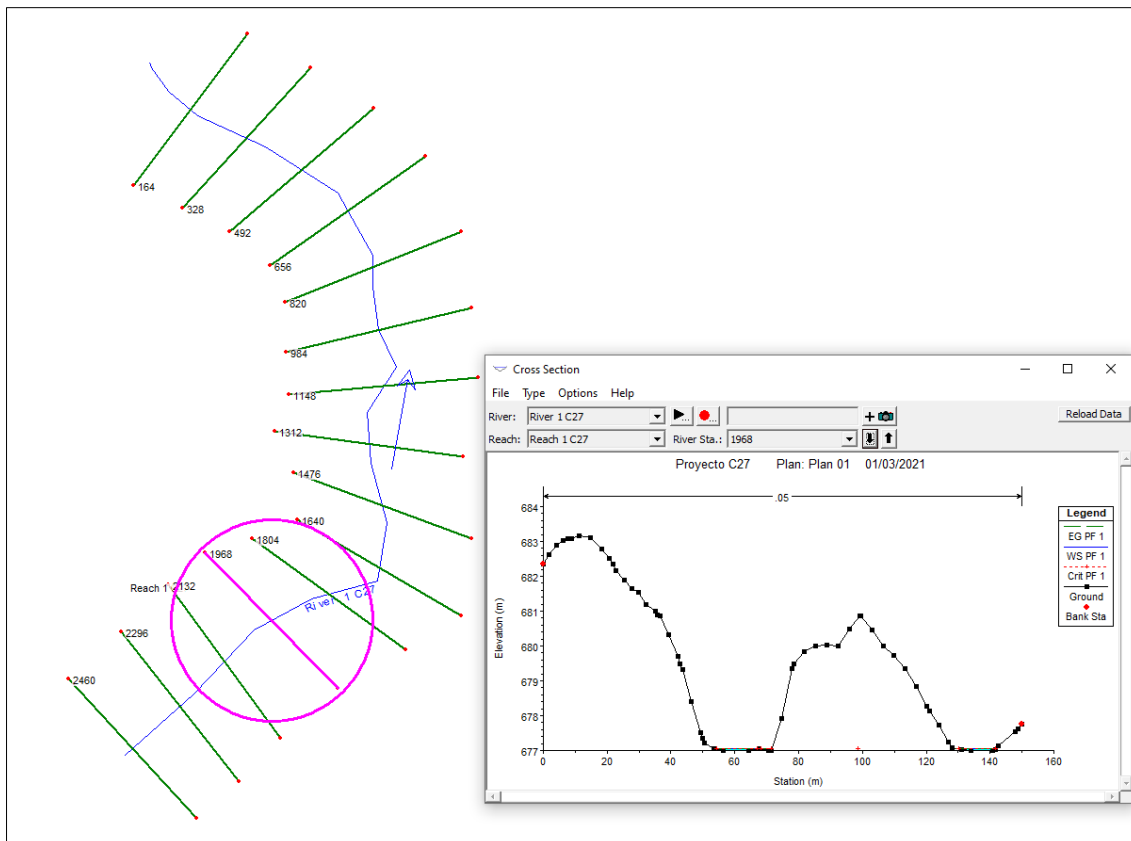 164
328
492
656
820
984
1148
1312
1476
1640
1804
1968
Reach 1
2132
River 1 C27
2296
2460
Cross Section
File Type Options Help
River: River 1 C27
Reload Data
Reach: Reach 1 C27 River Sta.: 1968
Proyecto C27 Plan: Plan 01 01/03/2021
.05
Legend
EG PF 1
WS PF 1
Crit PF 1
Ground
Bank Sta
Elevation (m)
684
683
682
681
680
679
678
677
0 20 40 60 80 100 120 140 160
Station (m)